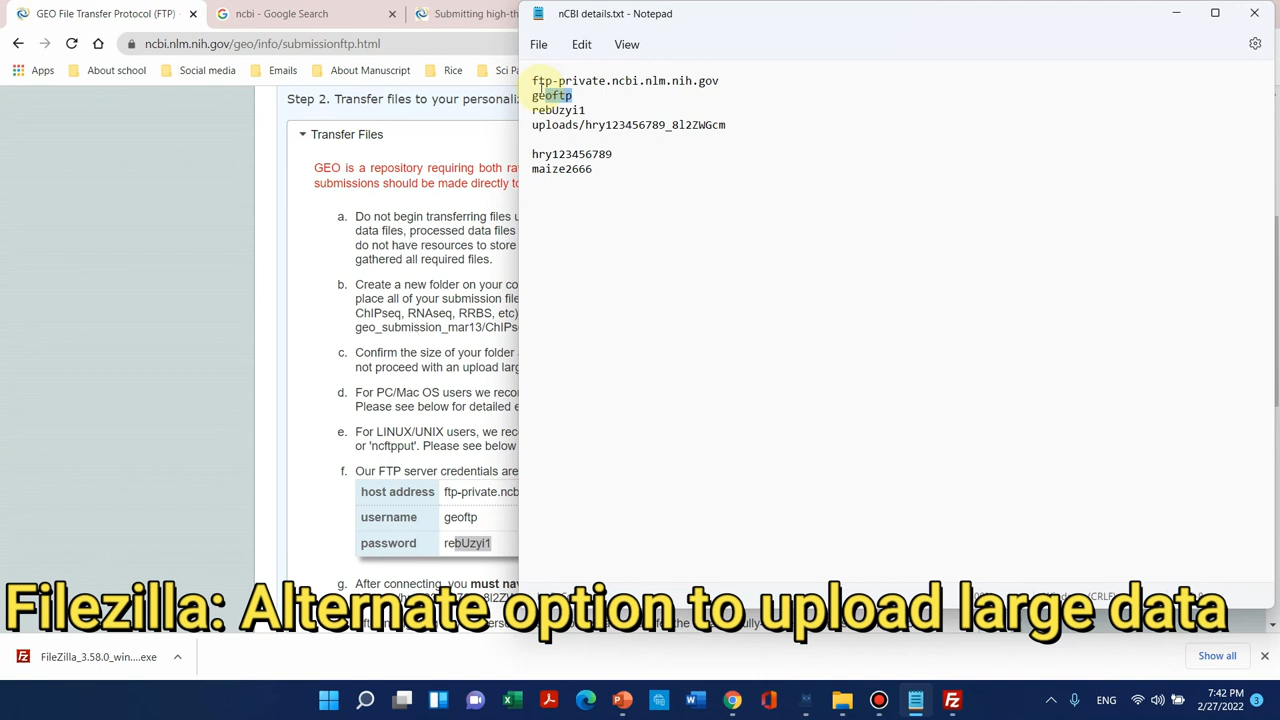 GEO File Transfer Protocol (FTP) -
ncbi - Google Search
Submitting high-th
nCBI details.txt - Notepad
ncbi.nlm.nih.gov/geo/info/submissionftp.html
File
Edit
View
Apps
About school
Social media
Emails
Rice
Sci Pa
ftp-private.ncbi.nlm.nih.gov
geoftp
rebUzyi1
uploads/hry123456789_8l2ZWGcm
hry123456789
maize2666
Step 2. Transfer files to your personaliz
Transfer Files
GEO is a repository requiring both ra
submissions should be made directly to
a. Do not begin transferring files u
data files, processed data files
do not have resources to store
gathered all required files.
b. Create a new folder on your co
place all of your submission file
ChIPseq, RNAseq, RRBS, etc)
geo_submission_mar13/ChIPse
c. Confirm the size of your folder
not proceed with an upload larg
d. For PC/Mac OS users we recor
Please see below for detailed e
e. For LINUX/UNIX users, we rec
or 'ncftpput'. Please see below
f. Our FTP server credentials are
host address ftp-private.ncbi
username geoftp
password rebUzyi1
g. After connecting, you must nav
Filezilla: Alternate option to upload large data
FileZilla_3.58.0_win....exe
Show all
ENG
7:42 PM
2/27/2022
3